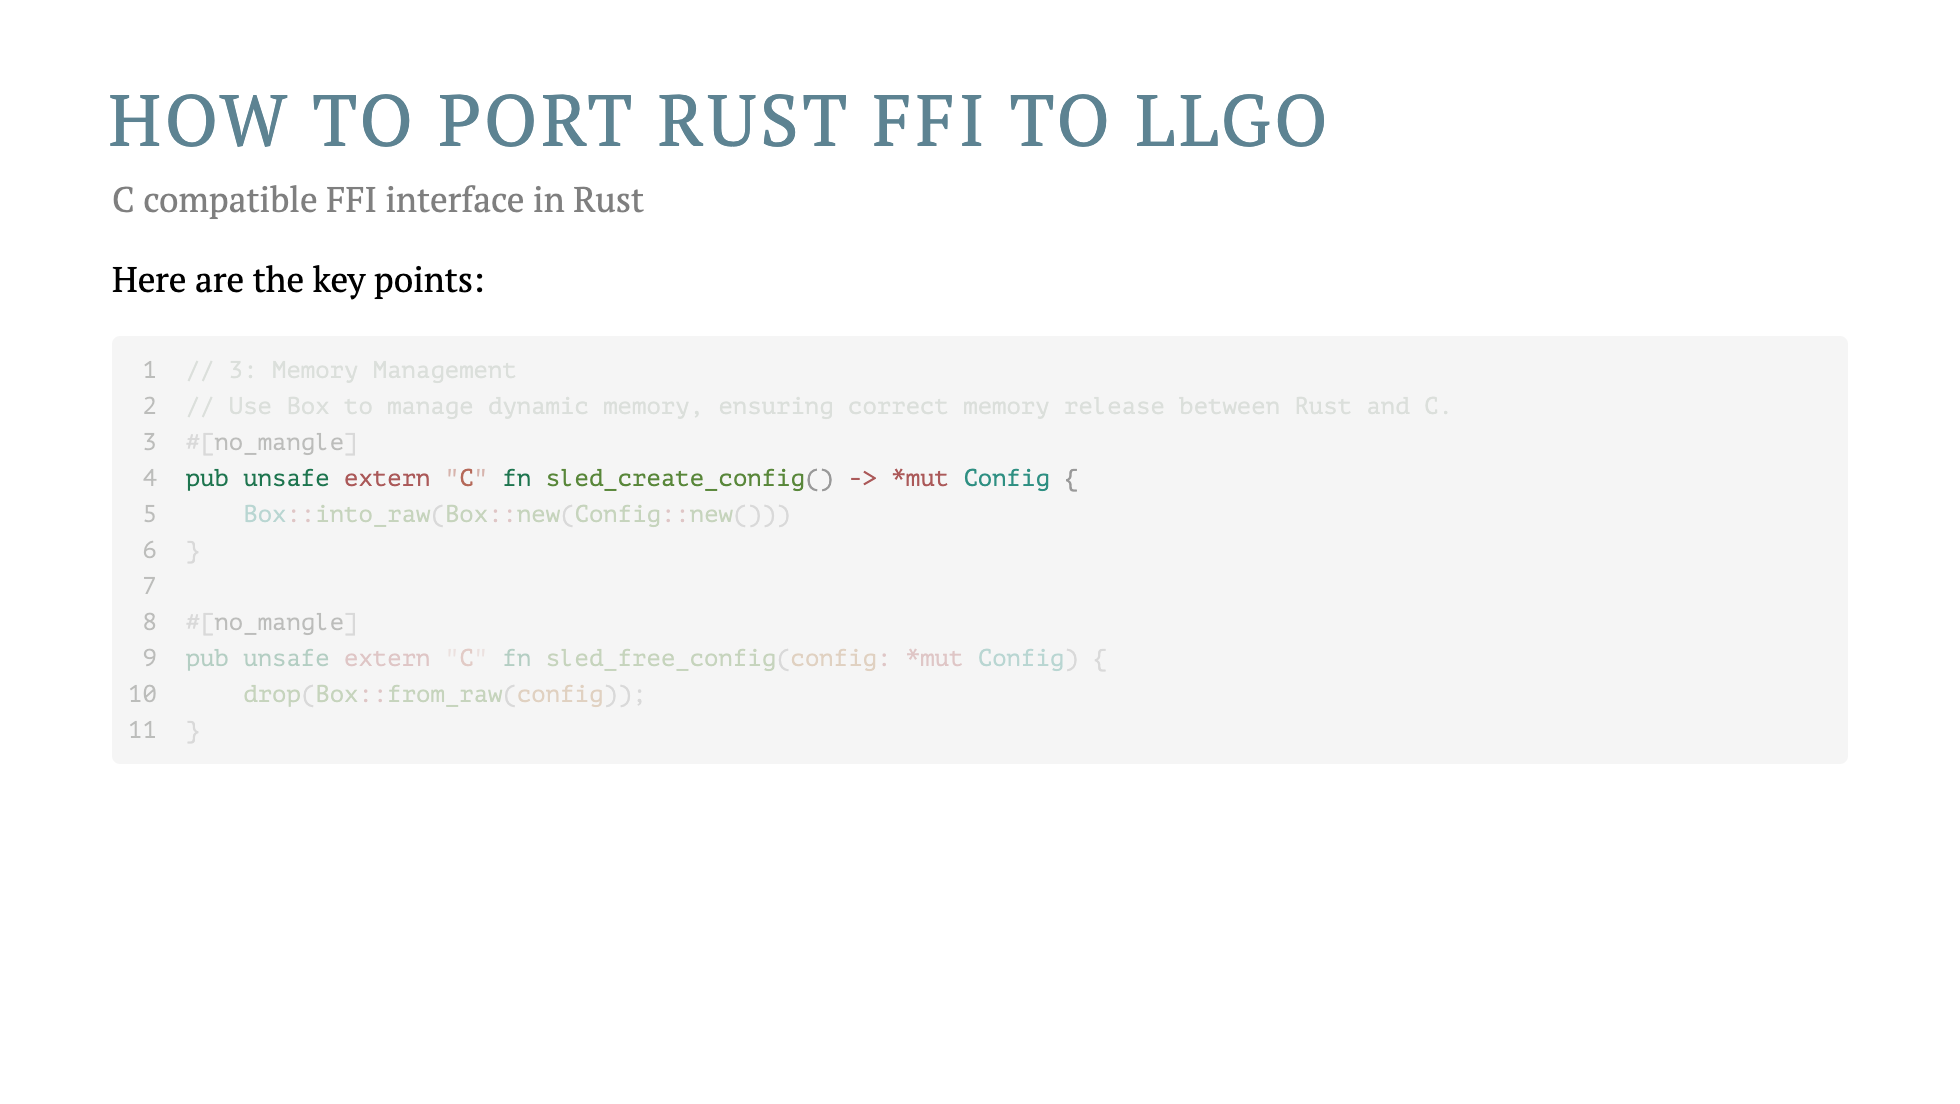 HOW TO PORT RUST FFI TO LLGO
C compatible FFI interface in Rust
Here are the key points:
1 // 3: Memory Management
2 // Use Box to manage dynamic memory, ensuring correct memory release between Rust and C.
3 #[no_mangle]
4 pub unsafe extern "C" fn sled_create_config() -> *mut Config {
5     Box::into_raw(Box::new(Config::new()))
6 }
7
8 #[no_mangle]
9 pub unsafe extern "C" fn sled_free_config(config: *mut Config) {
10     drop(Box::from_raw(config));
11 }